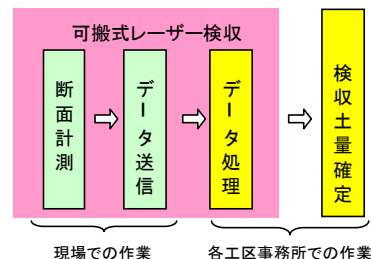 可搬式レーザー検収
断面計測
データ送信
データ処理
検収土量確定
現場での作業
各工区事務所での作業